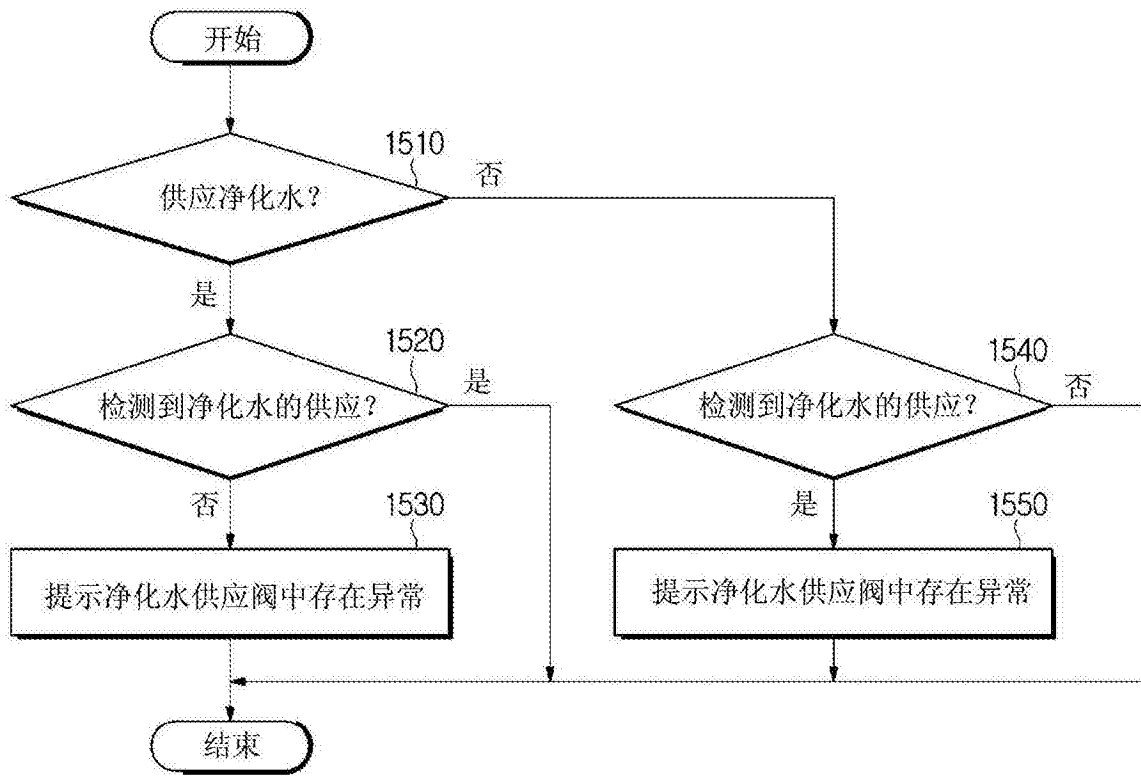 开始
1510
供应净化水?
否
是
1520
检测到净化水的供应?
是
1540
检测到净化水的供应?
否
否
1530
提示净化水供应阀中存在异常
是
1550
提示净化水供应阀中存在异常
结束